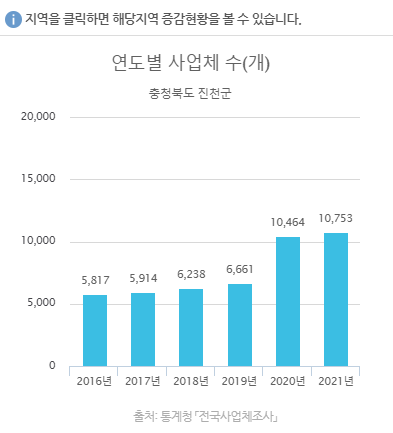 지역을 클릭하면 해당지역 증감현황을 볼 수 있습니다.
연도별 사업체 수(개)
충청북도 진천군
20,000
15,000
10,000
5,000
0
5,817
5,914
6,238
6,661
10,464
10,753
2016년
2017년
2018년
2019년
2020년
2021년
출처: 통계청 「전국사업체조사」